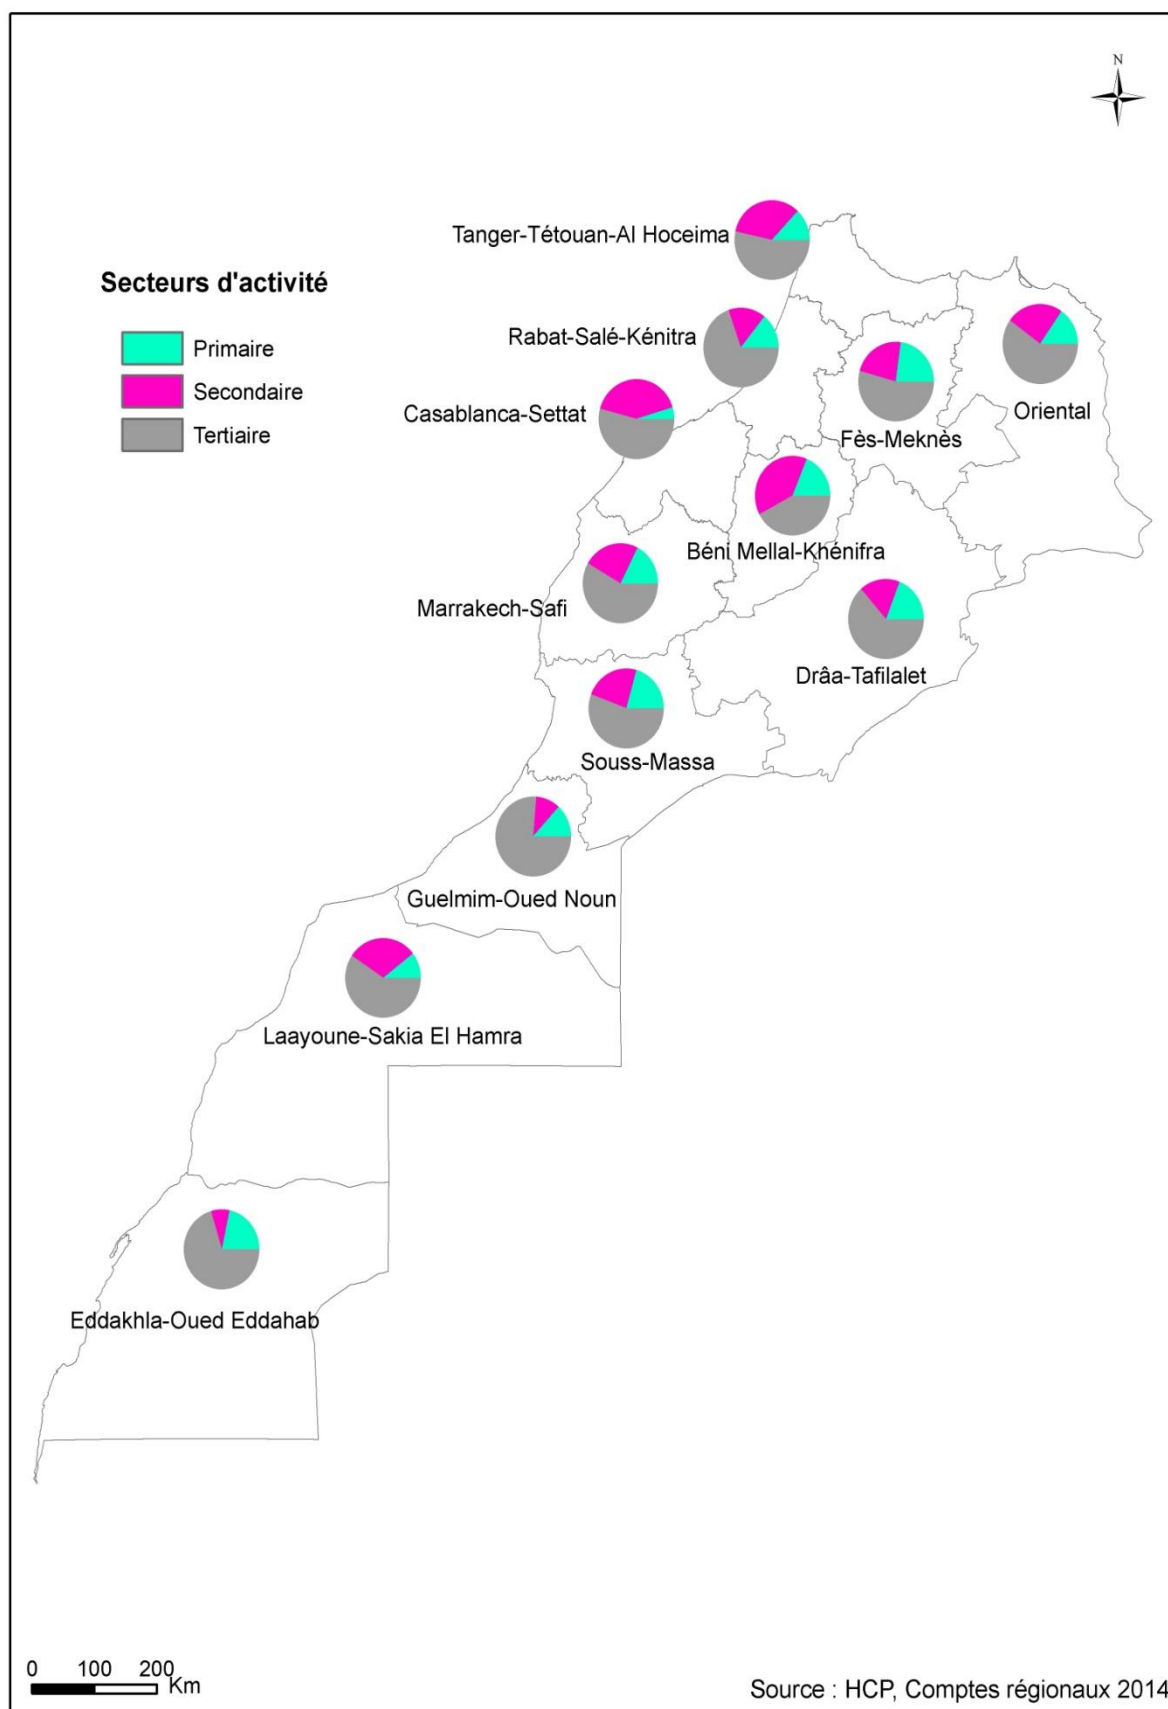 N
Tanger-Tétouan-Al Hoceima
Secteurs d'activité
Primaire
Secondaire
Tertiaire
Rabat-Salé-Kénitra
Casablanca-Settat
Oriental
Fès-Meknès
Béni Mellal-Khénifra
Marrakech-Safi
Drâa-Tafilalet
Souss-Massa
Guelmim-Oued Noun
Laayoune-Sakia El Hamra
Eddakhla-Oued Eddahab
0 100 200
Km
Source : HCP, Comptes régionaux 2014